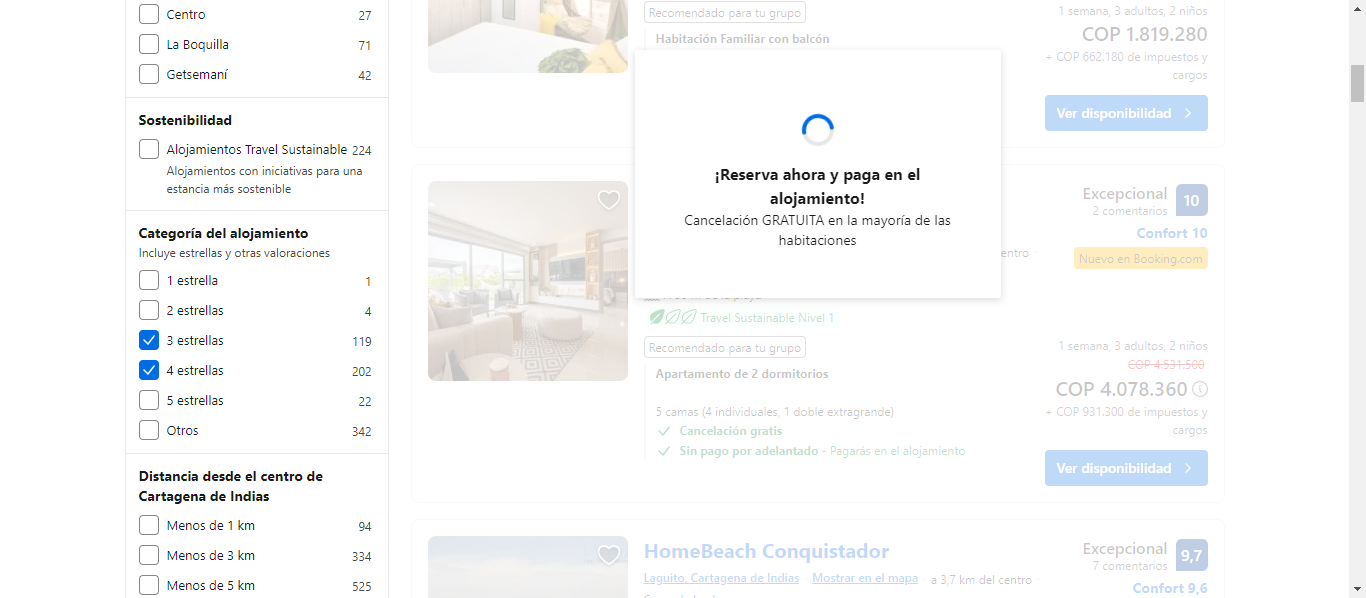 Centro 27
La Boquilla 71
Getsemaní 42
Sostenibilidad
Alojamientos Travel Sustainable 224
Alojamientos con iniciativas para una
estancia más sostenible
Categoría del alojamiento
Incluye estrellas y otras valoraciones
1 estrella 1
2 estrellas 4
3 estrellas 119
4 estrellas 202
5 estrellas 22
Otros 342
Distancia desde el centro de
Cartagena de Indias
Menos de 1 km 94
Menos de 3 km 334
Menos de 5 km 525
Recomendado para tu grupo
Habitación Familiar con balcón
1 semana, 3 adultos, 2 niños
COP 1.819.280
+ COP 662.180 de impuestos y
cargos
Ver disponibilidad
¡Reserva ahora y paga en el
alojamiento!
Cancelación GRATUITA en la mayoría de las
habitaciones
Excepcional 10
2 comentarios
Confort 10
Nuevo en Booking.com
Travel Sustainable Nivel 1
Recomendado para tu grupo
Apartamento de 2 dormitorios
5 camas (4 individuales, 1 doble extragrande)
Cancelación gratis
Sin pago por adelantado - Pagarás en el alojamiento
1 semana, 3 adultos, 2 niños
COP 4.531.500
COP 4.078.360
+ COP 931.300 de impuestos y
cargos
Ver disponibilidad
HomeBeach Conquistador
Laguito, Cartagena de Indias Mostrar en el mapa a 3,7 km del centro
Excepcional 9,7
7 comentarios
Confort 9,6